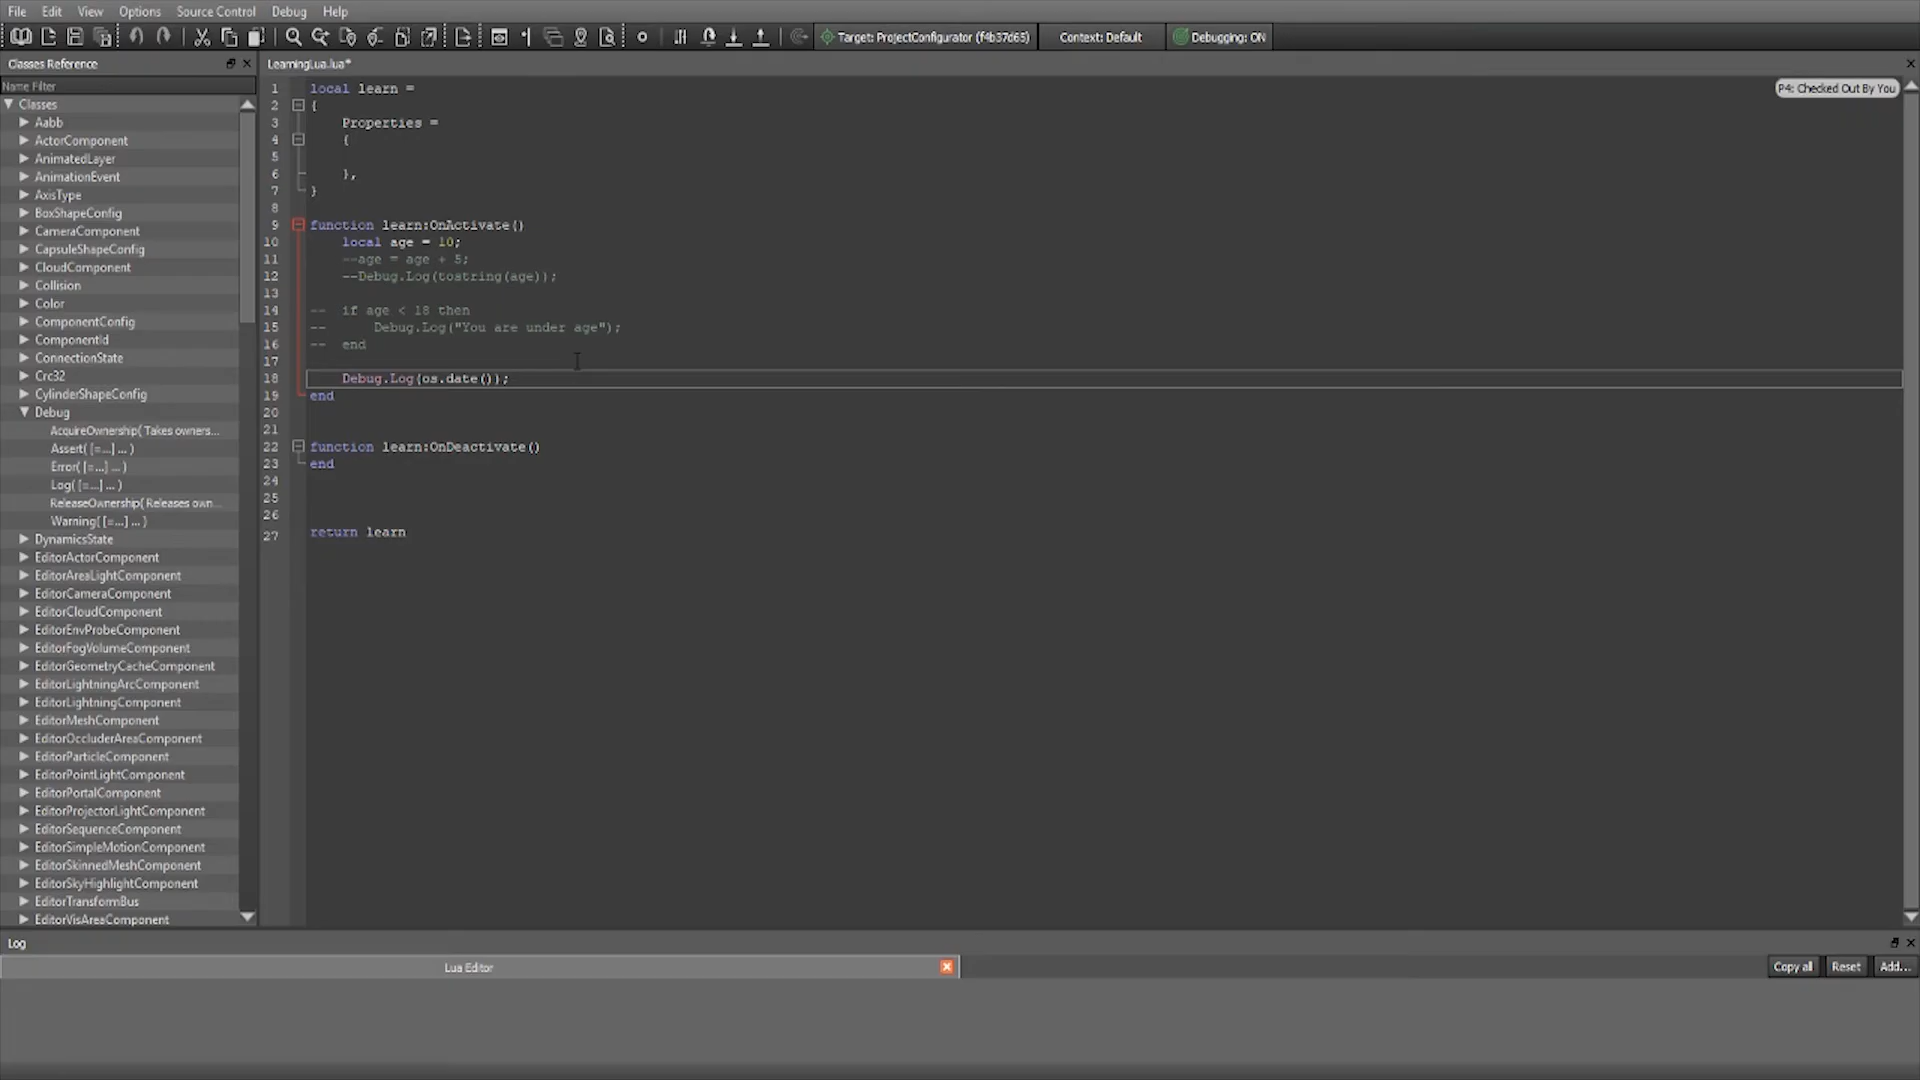 File Edit View Options Source Control Debug Help
Target: ProjectConfigurator (f4b37d65) Context: Default Debugging: ON
Classes Reference
Name Filter
Classes
Aabb
ActorComponent
AnimatedLayer
AnimationEvent
AxisType
BoxShapeConfig
CameraComponent
CapsuleShapeConfig
CloudComponent
Collision
Color
ComponentConfig
ComponentId
ConnectionState
Crc32
CylinderShapeConfig
Debug
AcquireOwnership( Takes owners...
Assert( [=...] ... )
Error( [=...] ... )
Log( [=...] ... )
ReleaseOwnership( Releases own...
Warning( [=...] ... )
DynamicsState
EditorActorComponent
EditorAreaLightComponent
EditorCameraComponent
EditorCloudComponent
EditorEnvProbeComponent
EditorFogVolumeComponent
EditorGeometryCacheComponent
EditorLightningArcComponent
EditorLightningComponent
EditorMeshComponent
EditorOccluderAreaComponent
EditorParticleComponent
EditorPointLightComponent
EditorPortalComponent
EditorProjectorLightComponent
EditorSequenceComponent
EditorSimpleMotionComponent
EditorSkinnedMeshComponent
EditorSkyHighlightComponent
EditorTransformBus
EditorVisAreaComponent
LearningLua.lua*
P4: Checked Out By You
1 local learn =
2 {
3 Properties =
4 {
5
6 },
7 }
8
9 function learn:OnActivate()
10 local age = 10;
11 --age = age + 5;
12 --Debug.Log(tostring(age));
13
14 -- if age < 18 then
15 -- Debug.Log("You are under age");
16 -- end
17
18 Debug.Log(os.date());
19 end
20
21
22 function learn:OnDeactivate()
23 end
24
25
26
27 return learn
Log
Lua Editor
Copy all Reset Add...